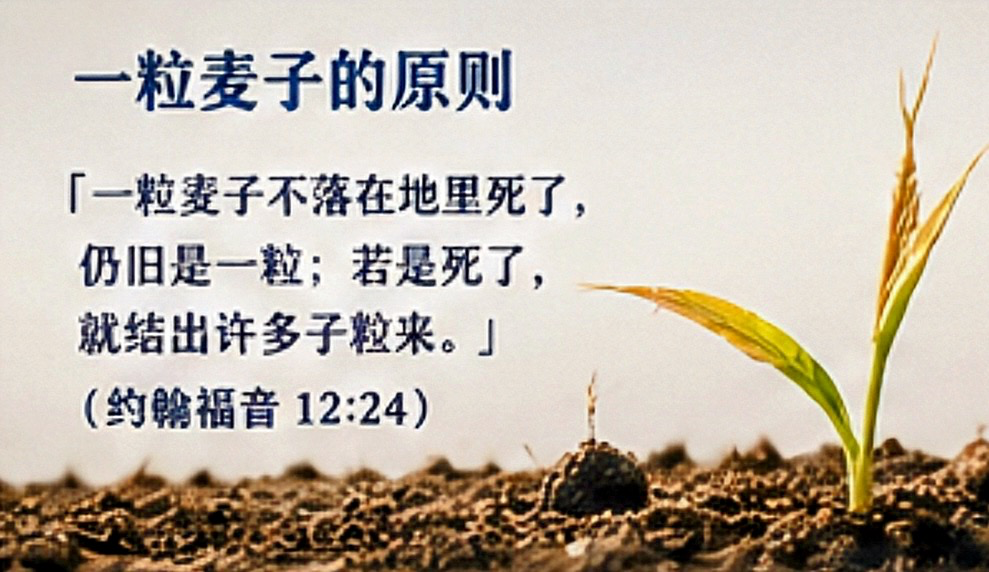 一粒麦子的原则
「一粒麦子不落在地里死了，
仍旧是一粒；若是死了，
就结出许多子粒来。」
（约翰福音 12:24）